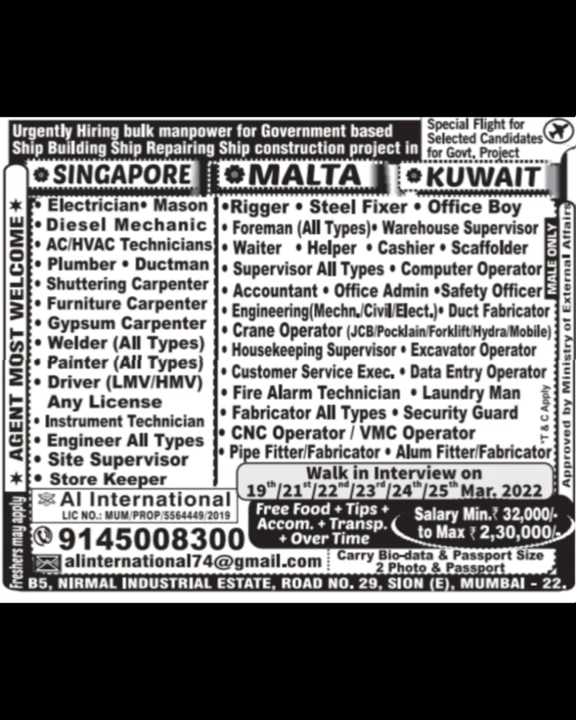 Urgently Hiring bulk manpower for Government based
Ship Building Ship Repairing Ship construction project in
Special Flight for
Selected Candidates
for Govt. Project
SINGAPORE
MALTA
KUWAIT
AGENT MOST WELCOME
• Electrician • Mason
• Diesel Mechanic
• AC/HVAC Technicians
• Plumber • Ductman
• Shuttering Carpenter
• Furniture Carpenter
• Gypsum Carpenter
• Welder (All Types)
• Painter (All Types)
• Driver (LMV/HMV)
Any License
• Instrument Technician
• Engineer All Types
• Site Supervisor
• Store Keeper
• Rigger • Steel Fixer • Office Boy
• Foreman (All Types) • Warehouse Supervisor
• Waiter • Helper • Cashier • Scaffolder
• Supervisor All Types • Computer Operator
• Accountant • Office Admin • Safety Officer
• Engineering(Mechn./Civil/Elect.) • Duct Fabricator
• Crane Operator (JCB/Pocklain/Forklift/Hydra/Mobile)
• Housekeeping Supervisor • Excavator Operator
• Customer Service Exec. • Data Entry Operator
• Fire Alarm Technician • Laundry Man
• Fabricator All Types • Security Guard
• CNC Operator / VMC Operator
• Pipe Fitter/Fabricator • Alum Fitter/Fabricator
MALE ONLY
*T & C Apply
Approved by Ministry of External Affairs
Walk in Interview on
19th/21st/22nd/23rd/24th/25th Mar. 2022
Freshers may apply
Al International
LIC NO.: MUM/PROP/5564449/2019
9145008300
alinternational74@gmail.com
Free Food + Tips +
Accom. + Transp.
+ Over Time
Salary Min.₹ 32,000/-
to Max ₹ 2,30,000/-
Carry Bio-data & Passport Size
2 Photo & Passport
B5, NIRMAL INDUSTRIAL ESTATE, ROAD NO. 29, SION (E), MUMBAI - 22.